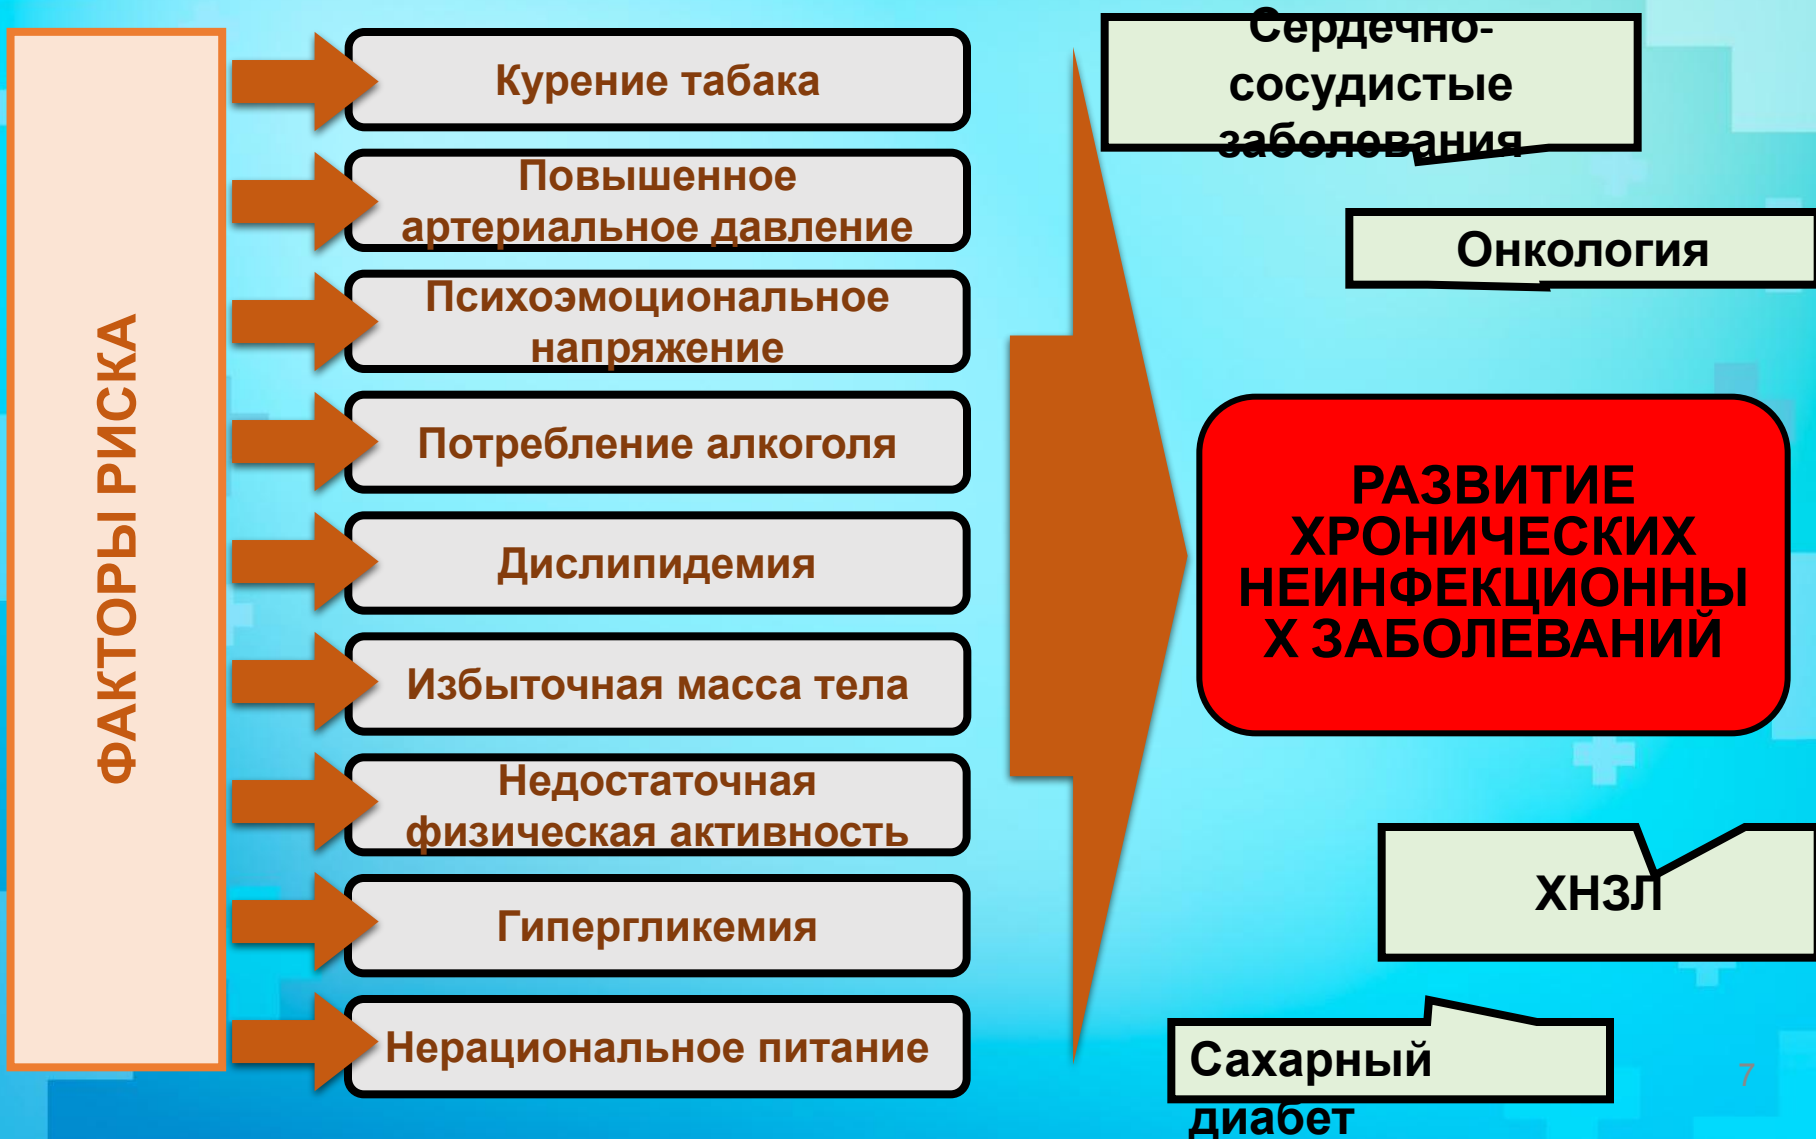 ФАКТОРЫ РИСКА
Курение табака
Повышенное
артериальное давление
Психоэмоциональное
напряжение
Потребление алкоголя
Дислипидемия
Избыточная масса тела
Недостаточная
физическая активность
Гипергликемия
Нерациональное питание
Сердечно-
сосудистые
заболевания
Онкология
РАЗВИТИЕ
ХРОНИЧЕСКИХ
НЕИНФЕКЦИОННЫ
Х ЗАБОЛЕВАНИЙ
ХНЗЛ
Сахарный
диабет
7